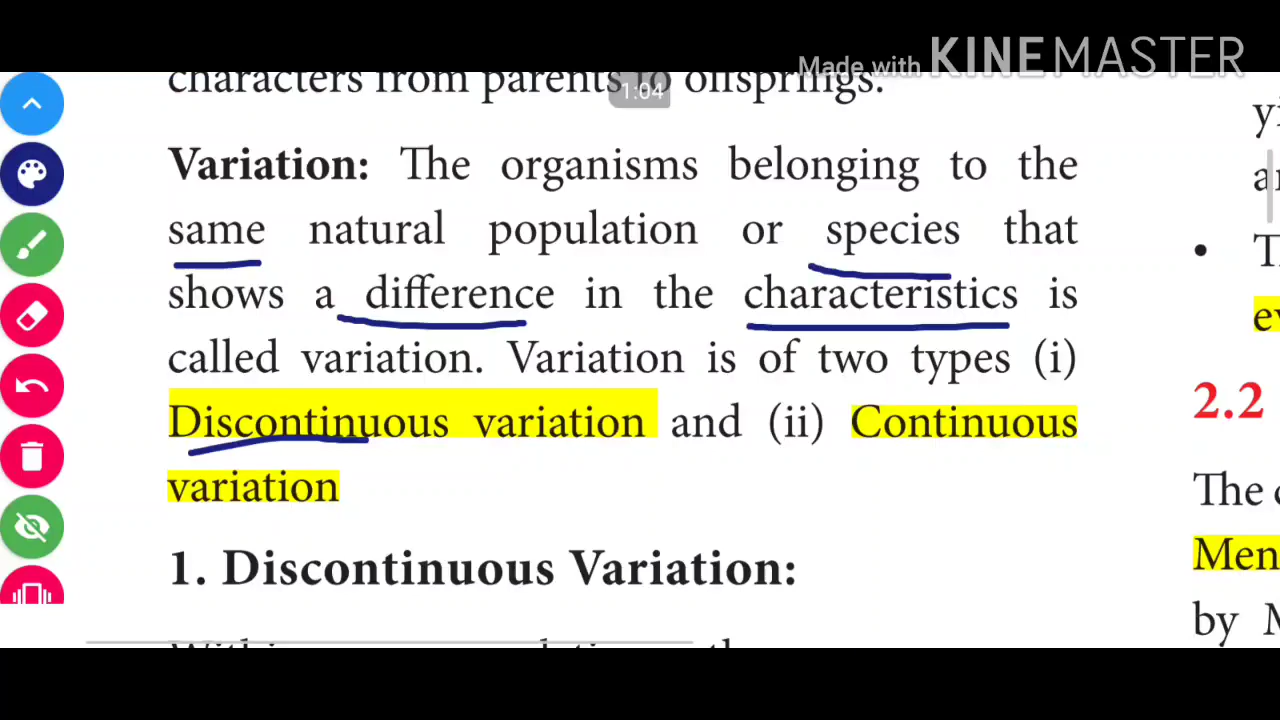 Made with KINEMASTER
characters from parents to offsprings.
1:04
Variation: The organisms belonging to the
same natural population or species that
shows a difference in the characteristics is
called variation. Variation is of two types (i)
Discontinuous variation and (ii) Continuous
variation
1. Discontinuous Variation:
2.2
The
Men
by M